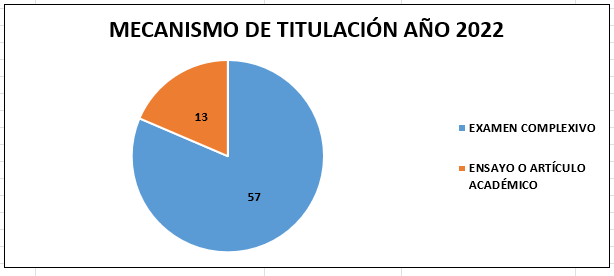 MECANISMO DE TITULACIÓN AÑO 2022
13
57
EXAMEN COMPLEXIVO
ENSAYO O ARTÍCULO
ACADÉMICO